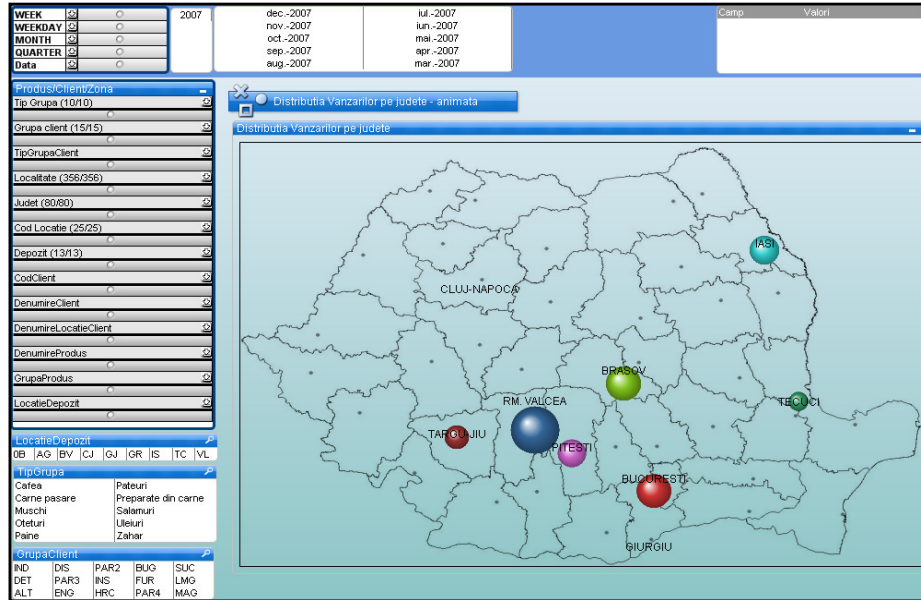 WEEK
WEEKDAY
MONTH
QUARTER
Data
2007
dec.-2007 iul.-2007
nov.-2007 iun.-2007
oct.-2007 mai.-2007
sep.-2007 apr.-2007
aug.-2007 mar.-2007
Camp Valori
Produs/Client/Zona
Tip Grupa (10/10)
Grupa client (15/15)
TipGrupaClient
Localitate (356/356)
Judet (80/80)
Cod Locatie (25/25)
Depozit (13/13)
CodClient
DenumireClient
DenumireLocatieClient
DenumireProdus
GrupaProdus
LocatieDepozit
LocatieDepozit
0B AG BV CJ GJ GR IS TC VL
TipGrupa
Cafea Pateuri
Carne pasare Preparate din carne
Muschi Salamuri
Oteturi Uleiuri
Paine Zahar
GrupaClient
IND DIS PAR2 BUG SUC
DET PAR3 INS FUR LMG
ALT ENG HRC PAR4 MAG
Distributia Vanzarilor pe judete - animata
Distributia Vanzarilor pe judete
IASI
CLUJ-NAPOCA
BRASOV
RM. VALCEA
TECUCI
TARGU-JIU
PITESTI
BUCURESTI
GIURGIU